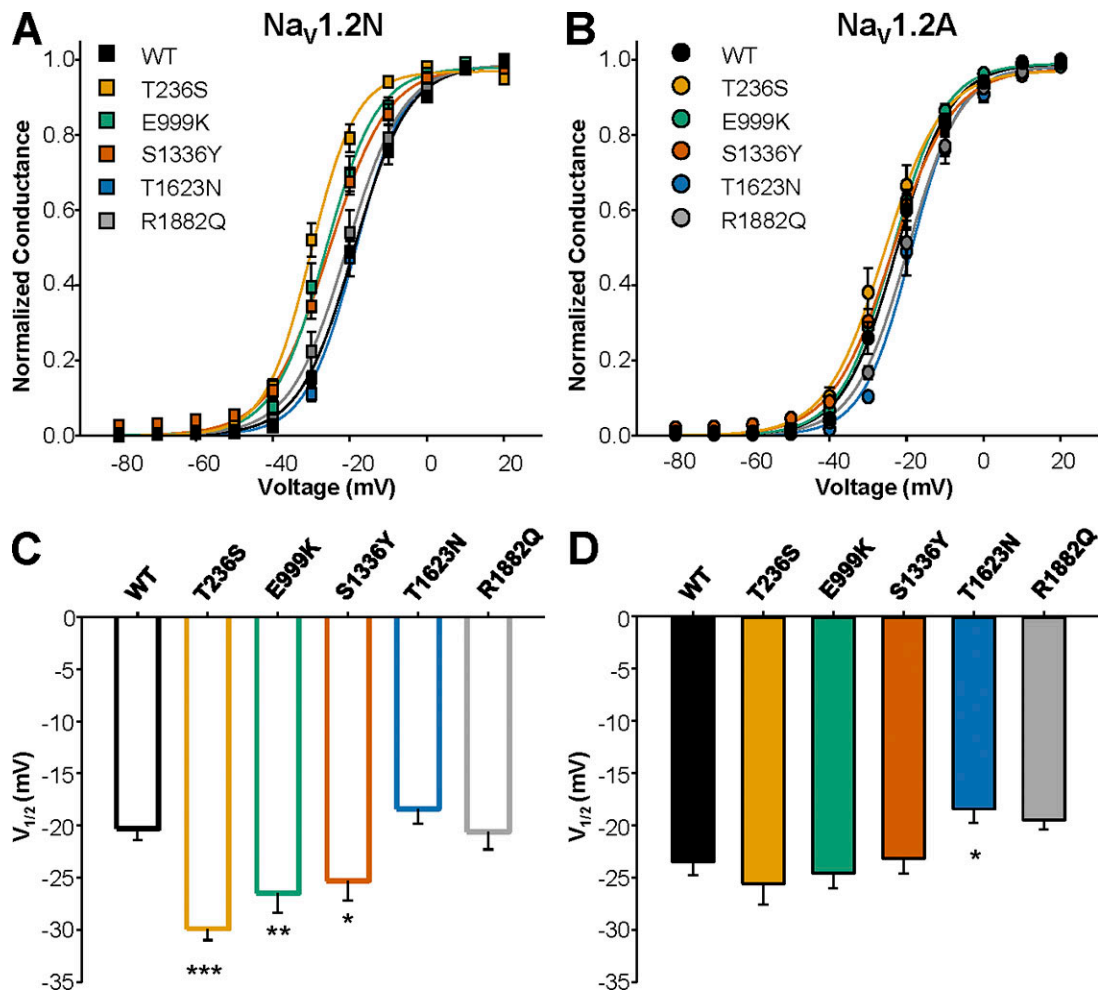 A
Nav1.2N
WT
T236S
E999K
S1336Y
T1623N
R1882Q
Normalized Conductance
1.0
0.8
0.6
0.4
0.2
0.0
-80 -60 -40 -20 0 20
Voltage (mV)
B
Nav1.2A
WT
T236S
E999K
S1336Y
T1623N
R1882Q
Normalized Conductance
1.0
0.8
0.6
0.4
0.2
0.0
-80 -60 -40 -20 0 20
Voltage (mV)
C
WT T236S E999K S1336Y T1623N R1882Q
V1/2 (mV)
0
-5
-10
-15
-20
-25
-30
-35
*** ** *
D
WT T236S E999K S1336Y T1623N R1882Q
V1/2 (mV)
0
-5
-10
-15
-20
-25
-30
-35
*